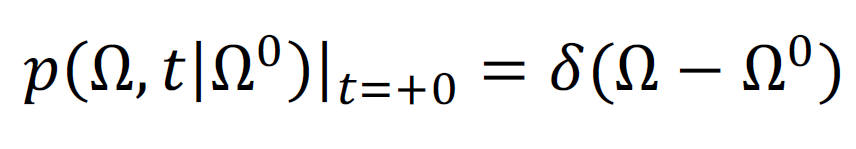 p(Ω, t|Ω⁰)|ₜ₌₊₀ = δ(Ω − Ω⁰)